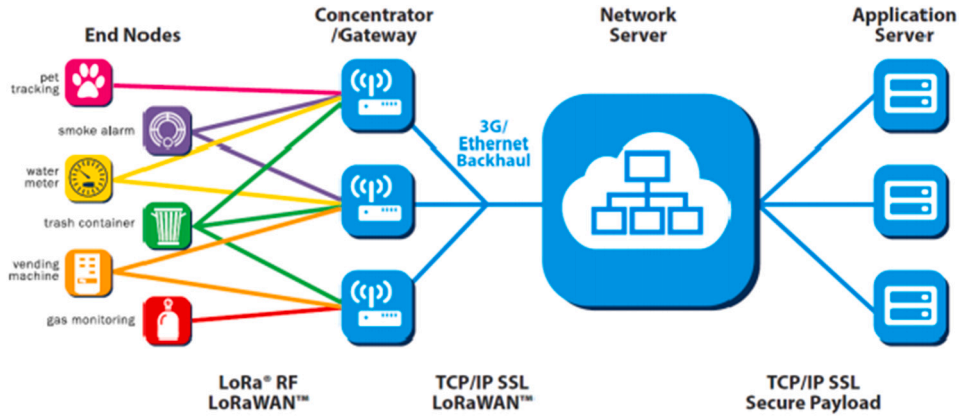 End Nodes
Concentrator
/Gateway
Network
Server
Application
Server
pet
tracking
smoke alarm
water
meter
trash container
vending
machine
gas monitoring
3G/
Ethernet
Backhaul
LoRa® RF
LoRaWAN™
TCP/IP SSL
LoRaWAN™
TCP/IP SSL
Secure Payload